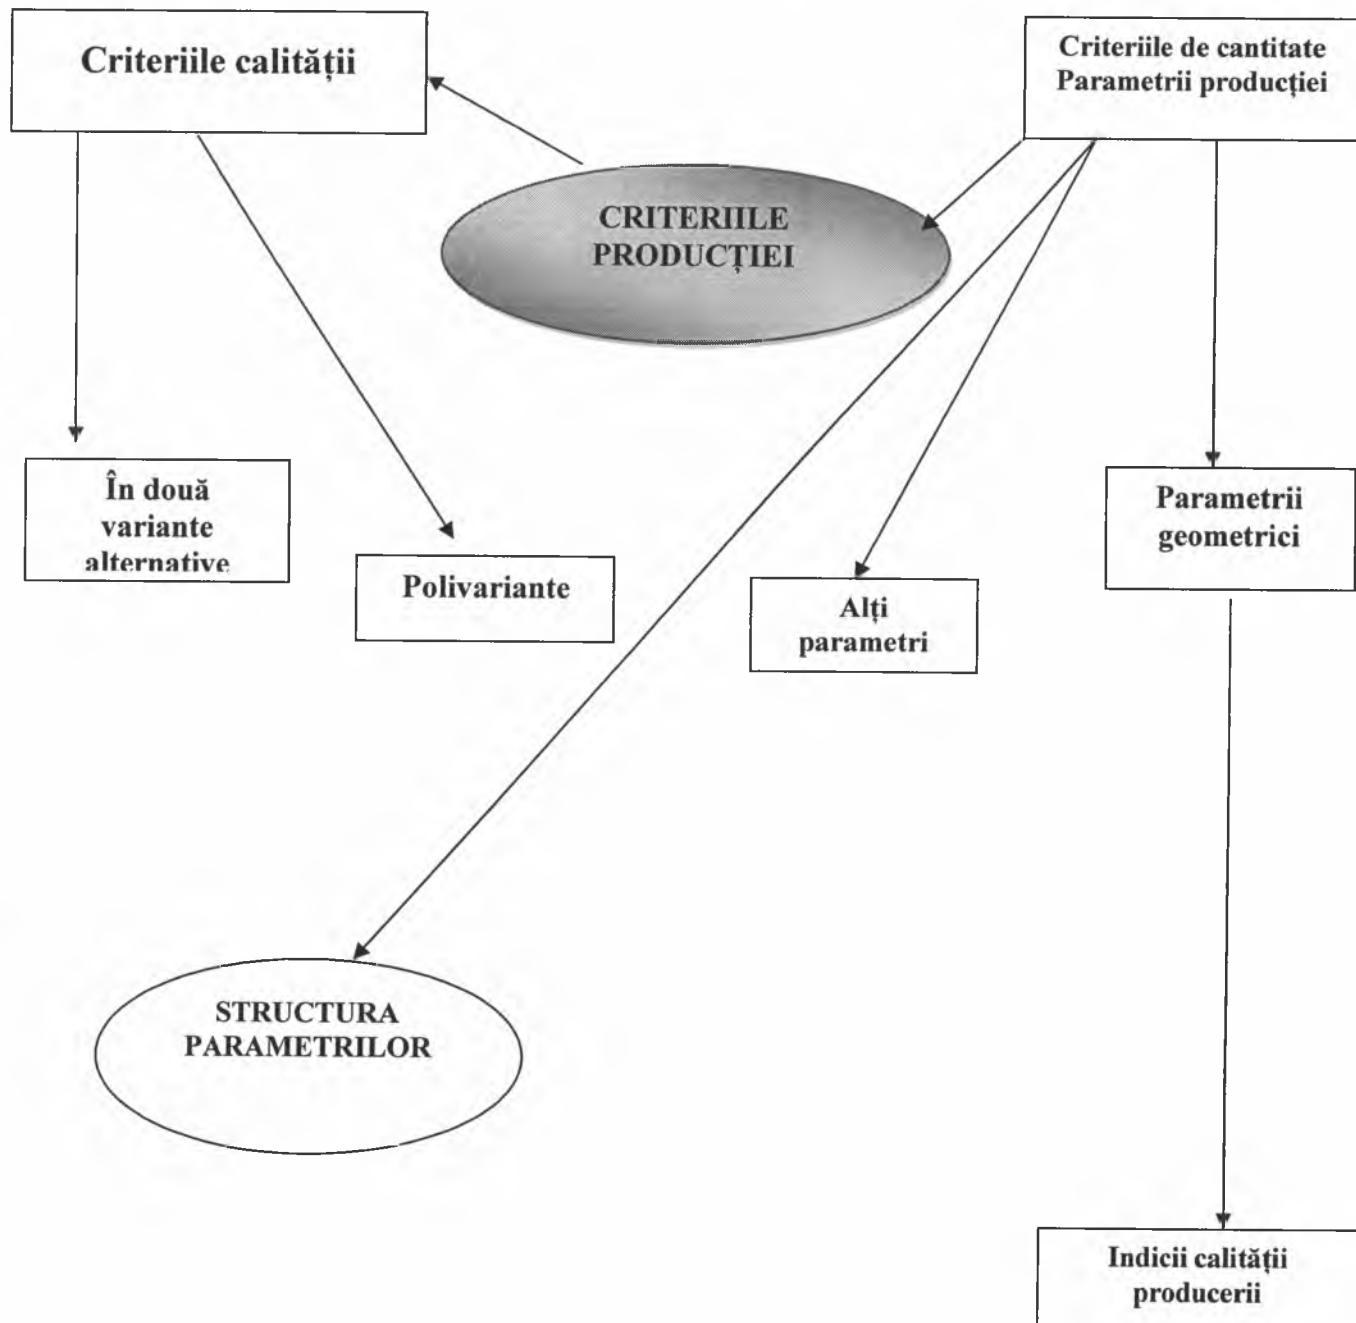 Criteriile calității
Criteriile de cantitate
Parametrii producției
CRITERIILE
PRODUCȚIEI
În două
variante
alternative
Polivariante
Alți
parametri
Parametrii
geometrici
STRUCTURA
PARAMETRILOR
Indicii calității
producerii